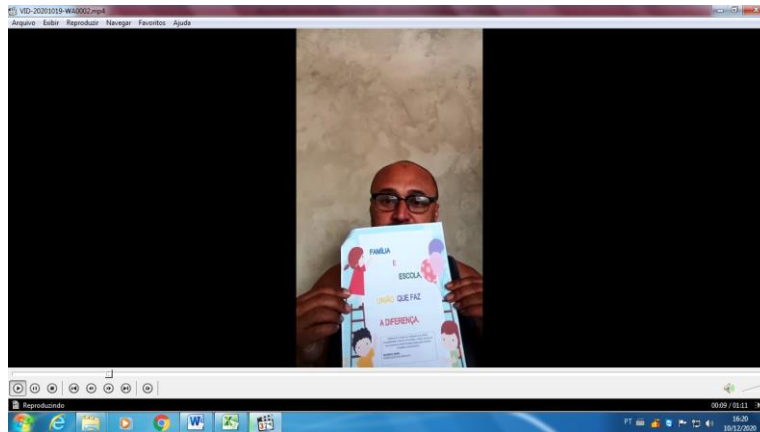 VID-20201019-WA0002.mp4
Arquivo Exibir Reproduzir Navegar Favoritos Ajuda
FAMÍLIA
E
ESCOLA,
UNIÃO QUE FAZ
A DIFERENÇA.
Reproduzindo
00:09 / 01:11
PT
16:20
10/12/2020